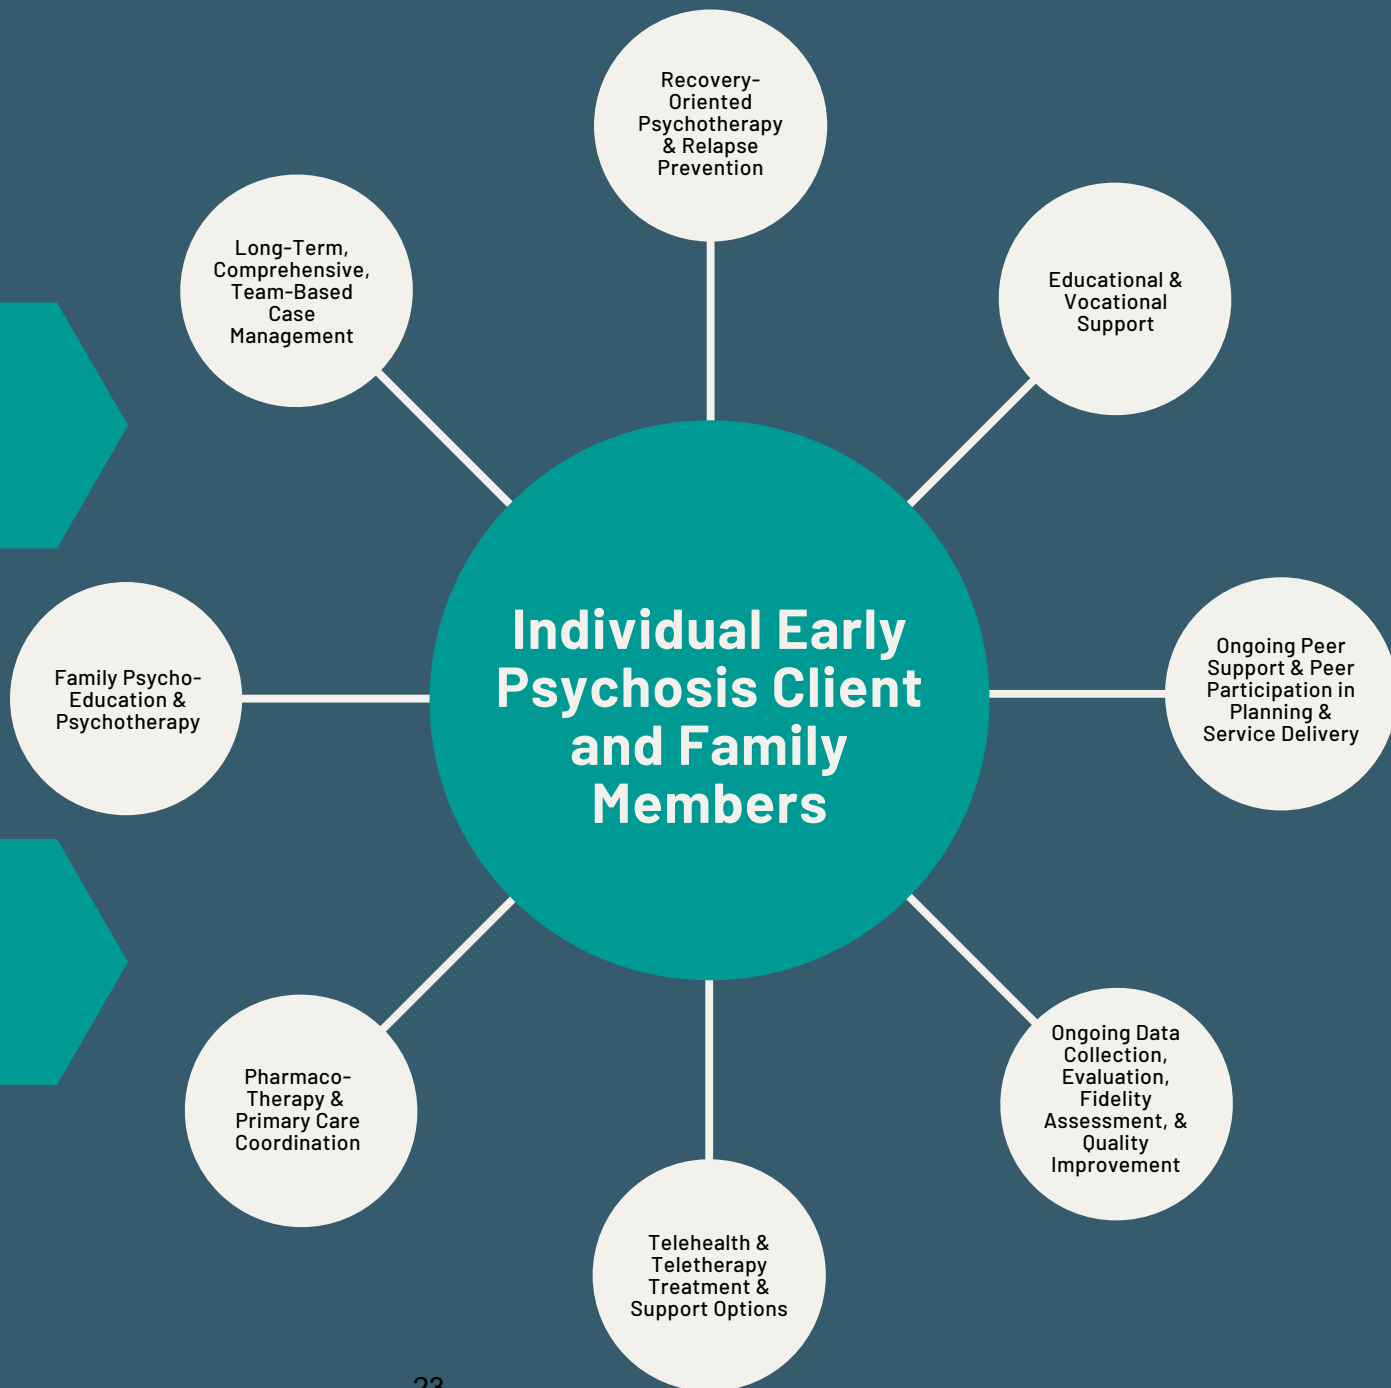 Recovery-
Oriented
Psychotherapy
& Relapse
Prevention
Long-Term,
Comprehensive,
Team-Based
Case
Management
Educational &
Vocational
Support
Individual Early
Psychosis Client
and Family
Members
Ongoing Peer
Support & Peer
Participation in
Planning &
Service Delivery
Family Psycho-
Education &
Psychotherapy
Ongoing Data
Collection,
Evaluation,
Fidelity
Assessment, &
Quality
Improvement
Pharmaco-
Therapy &
Primary Care
Coordination
Telehealth &
Teletherapy
Treatment &
Support Options
23